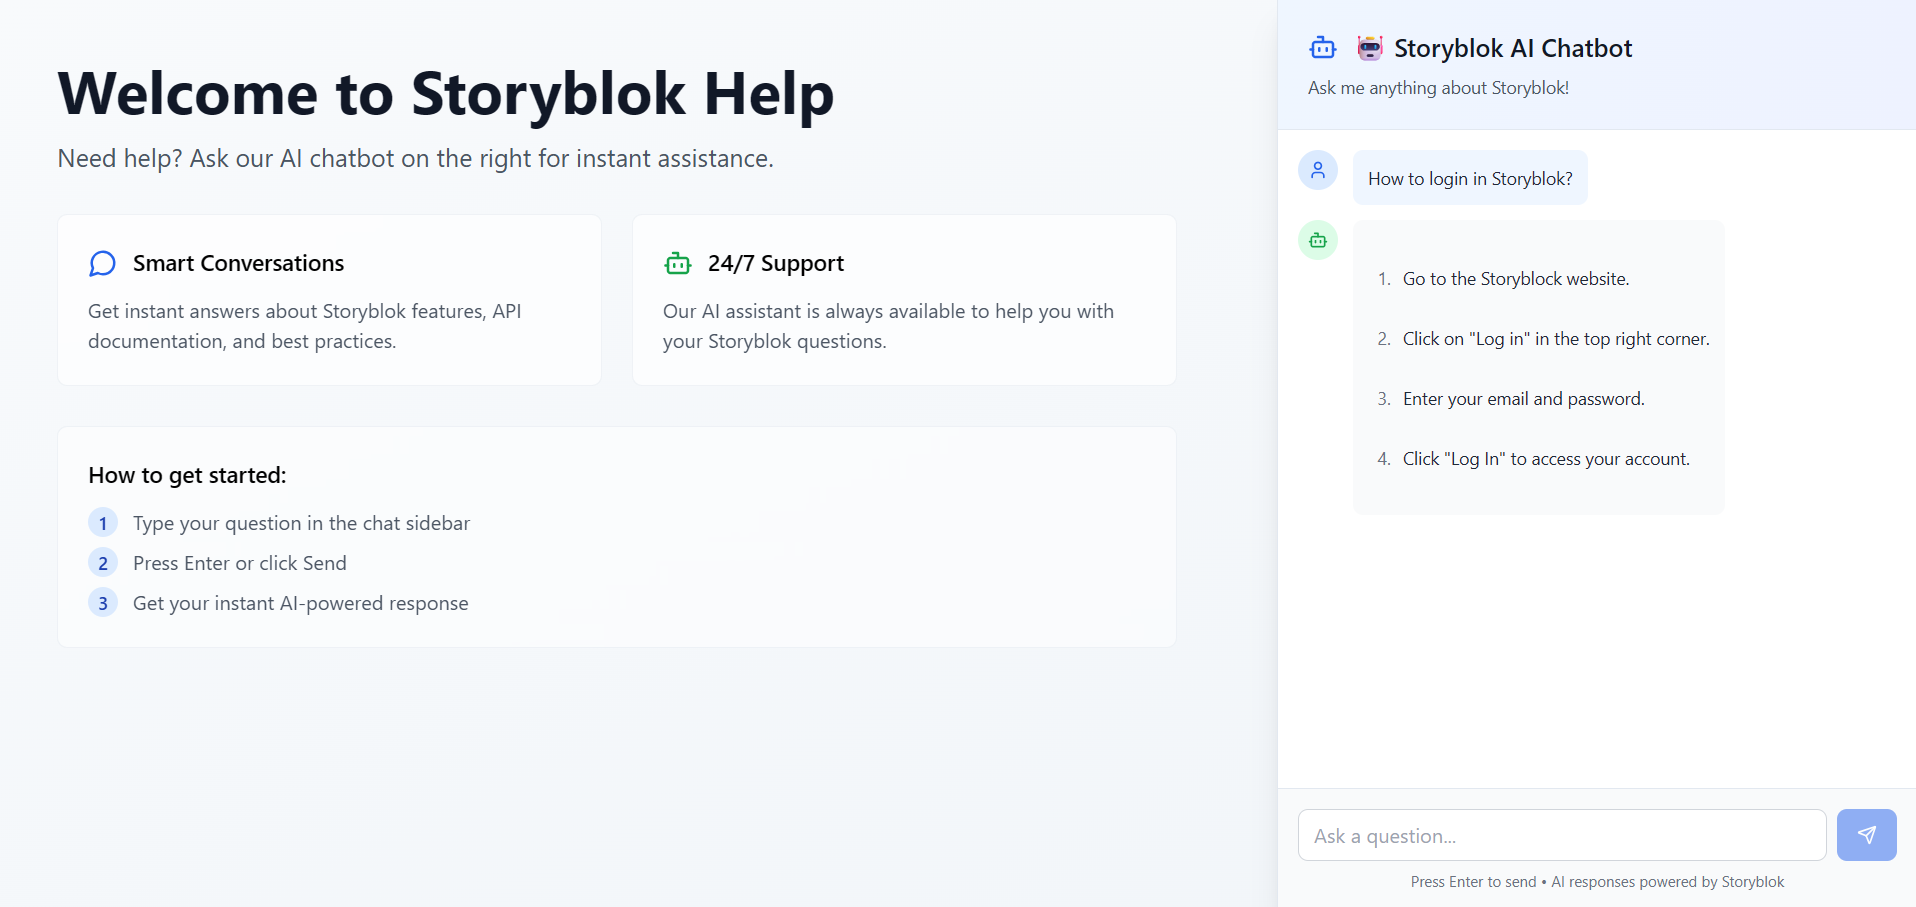 Welcome to Storyblok Help
Need help? Ask our AI chatbot on the right for instant assistance.
Smart Conversations
Get instant answers about Storyblok features, API
documentation, and best practices.
24/7 Support
Our AI assistant is always available to help you with
your Storyblok questions.
How to get started:
1 Type your question in the chat sidebar
2 Press Enter or click Send
3 Get your instant AI-powered response
Storyblok AI Chatbot
Ask me anything about Storyblok!
How to login in Storyblok?
1. Go to the Storyblock website.
2. Click on "Log in" in the top right corner.
3. Enter your email and password.
4. Click "Log In" to access your account.
Ask a question...
Press Enter to send • AI responses powered by Storyblok